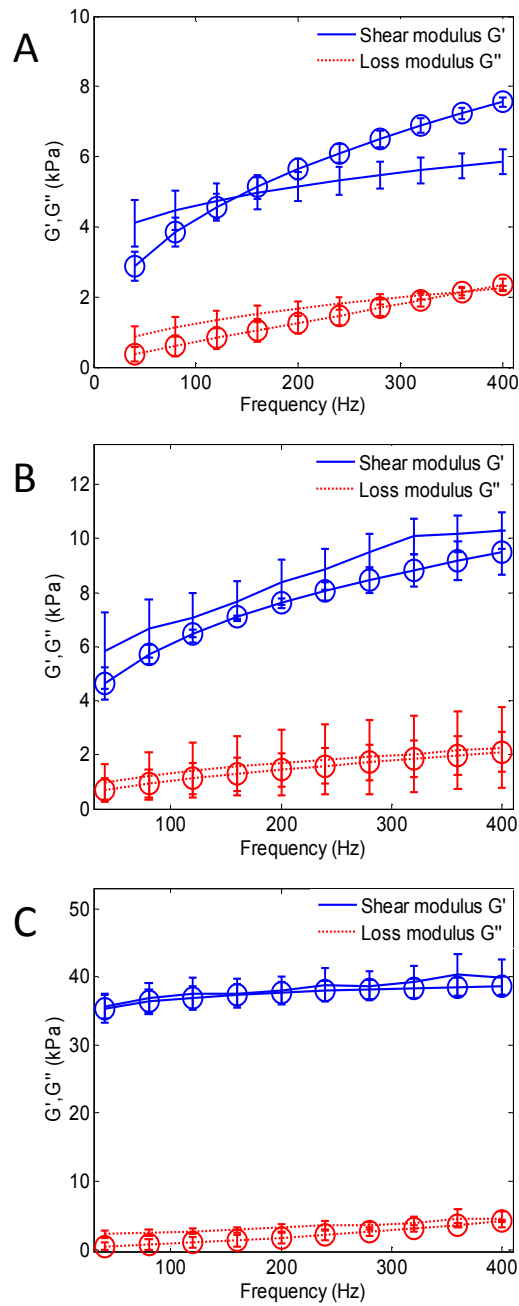 A
Shear modulus G'
Loss modulus G''
10
8
6
4
2
0
G',G'' (kPa)
0 100 200 300 400
Frequency (Hz)
B
Shear modulus G'
Loss modulus G''
12
10
8
6
4
2
0
G',G'' (kPa)
100 200 300 400
Frequency (Hz)
C
Shear modulus G'
Loss modulus G''
50
40
30
20
10
0
G',G'' (kPa)
100 200 300 400
Frequency (Hz)